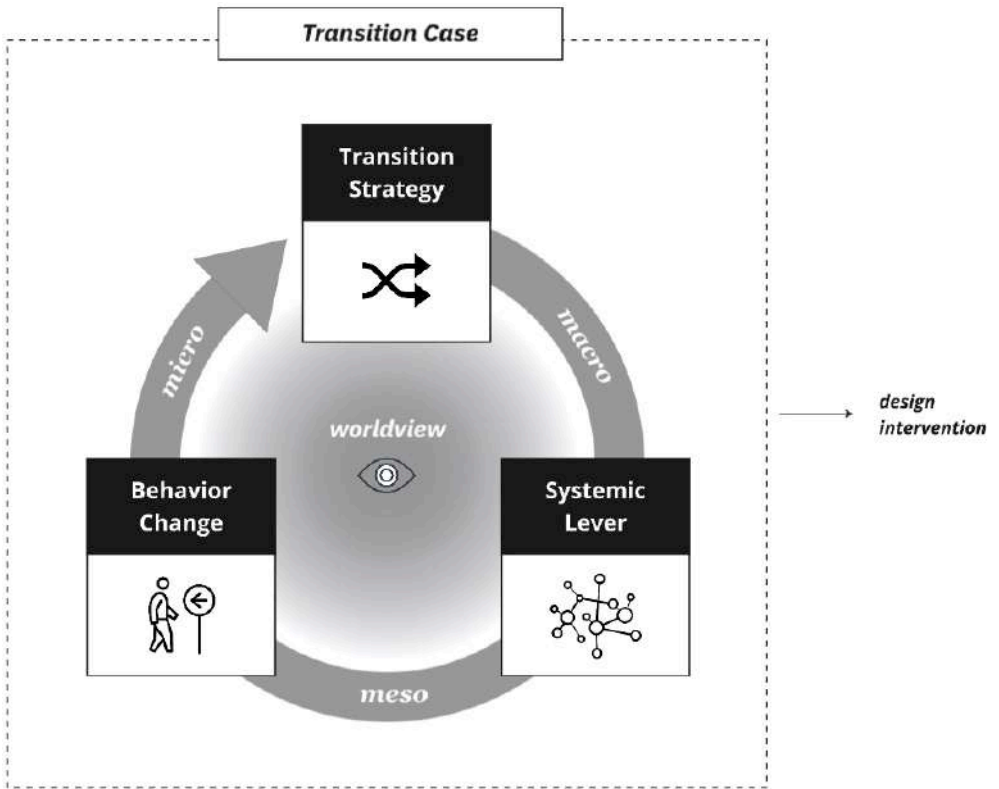 Transition Case
Transition
Strategy
micro
macro
worldview
design
intervention
Behavior
Change
Systemic
Lever
meso